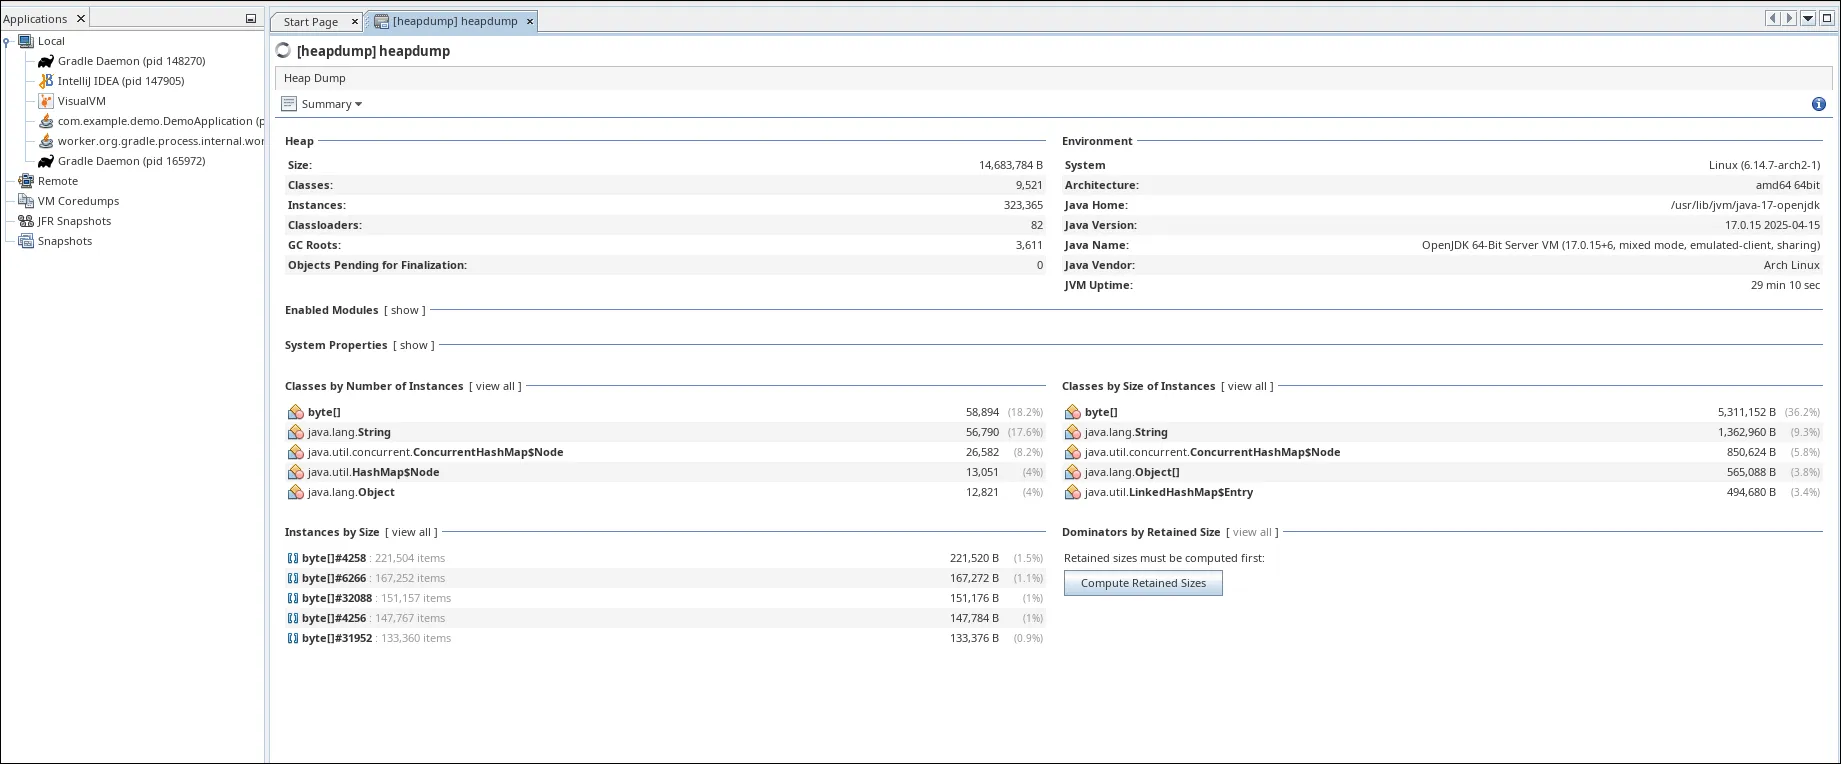 Applications
Start Page
[heapdump] heapdump
Local
Gradle Daemon (pid 148270)
IntelliJ IDEA (pid 147905)
VisualVM
com.example.demo.DemoApplication (p
worker.org.gradle.process.internal.wor
Gradle Daemon (pid 165972)
Remote
VM Coredumps
JFR Snapshots
Snapshots
[heapdump] heapdump
Heap Dump
Summary
Heap
Size: 14,683,784 B
Classes: 9,521
Instances: 323,365
Classloaders: 82
GC Roots: 3,611
Objects Pending for Finalization: 0
Environment
System Linux (6.14.7-arch2-1)
Architecture: amd64 64bit
Java Home: /usr/lib/jvm/java-17-openjdk
Java Version: 17.0.15 2025-04-15
Java Name: OpenJDK 64-Bit Server VM (17.0.15+6, mixed mode, emulated-client, sharing)
Java Vendor: Arch Linux
JVM Uptime: 29 min 10 sec
Enabled Modules [ show ]
System Properties [ show ]
Classes by Number of Instances [ view all ]
byte[] 58,894 (18.2%)
java.lang.String 56,790 (17.6%)
java.util.concurrent.ConcurrentHashMap$Node 26,582 (8.2%)
java.util.HashMap$Node 13,051 (4%)
java.lang.Object 12,821 (4%)
Classes by Size of Instances [ view all ]
byte[] 5,311,152 B (36.2%)
java.lang.String 1,362,960 B (9.3%)
java.util.concurrent.ConcurrentHashMap$Node 850,624 B (5.8%)
java.lang.Object[] 565,088 B (3.8%)
java.util.LinkedHashMap$Entry 494,680 B (3.4%)
Instances by Size [ view all ]
byte[]#4258 : 221,504 items 221,520 B (1.5%)
byte[]#6266 : 167,252 items 167,272 B (1.1%)
byte[]#32088 : 151,157 items 151,176 B (1%)
byte[]#4256 : 147,767 items 147,784 B (1%)
byte[]#31952 : 133,360 items 133,376 B (0.9%)
Dominators by Retained Size [ view all ]
Retained sizes must be computed first:
Compute Retained Sizes